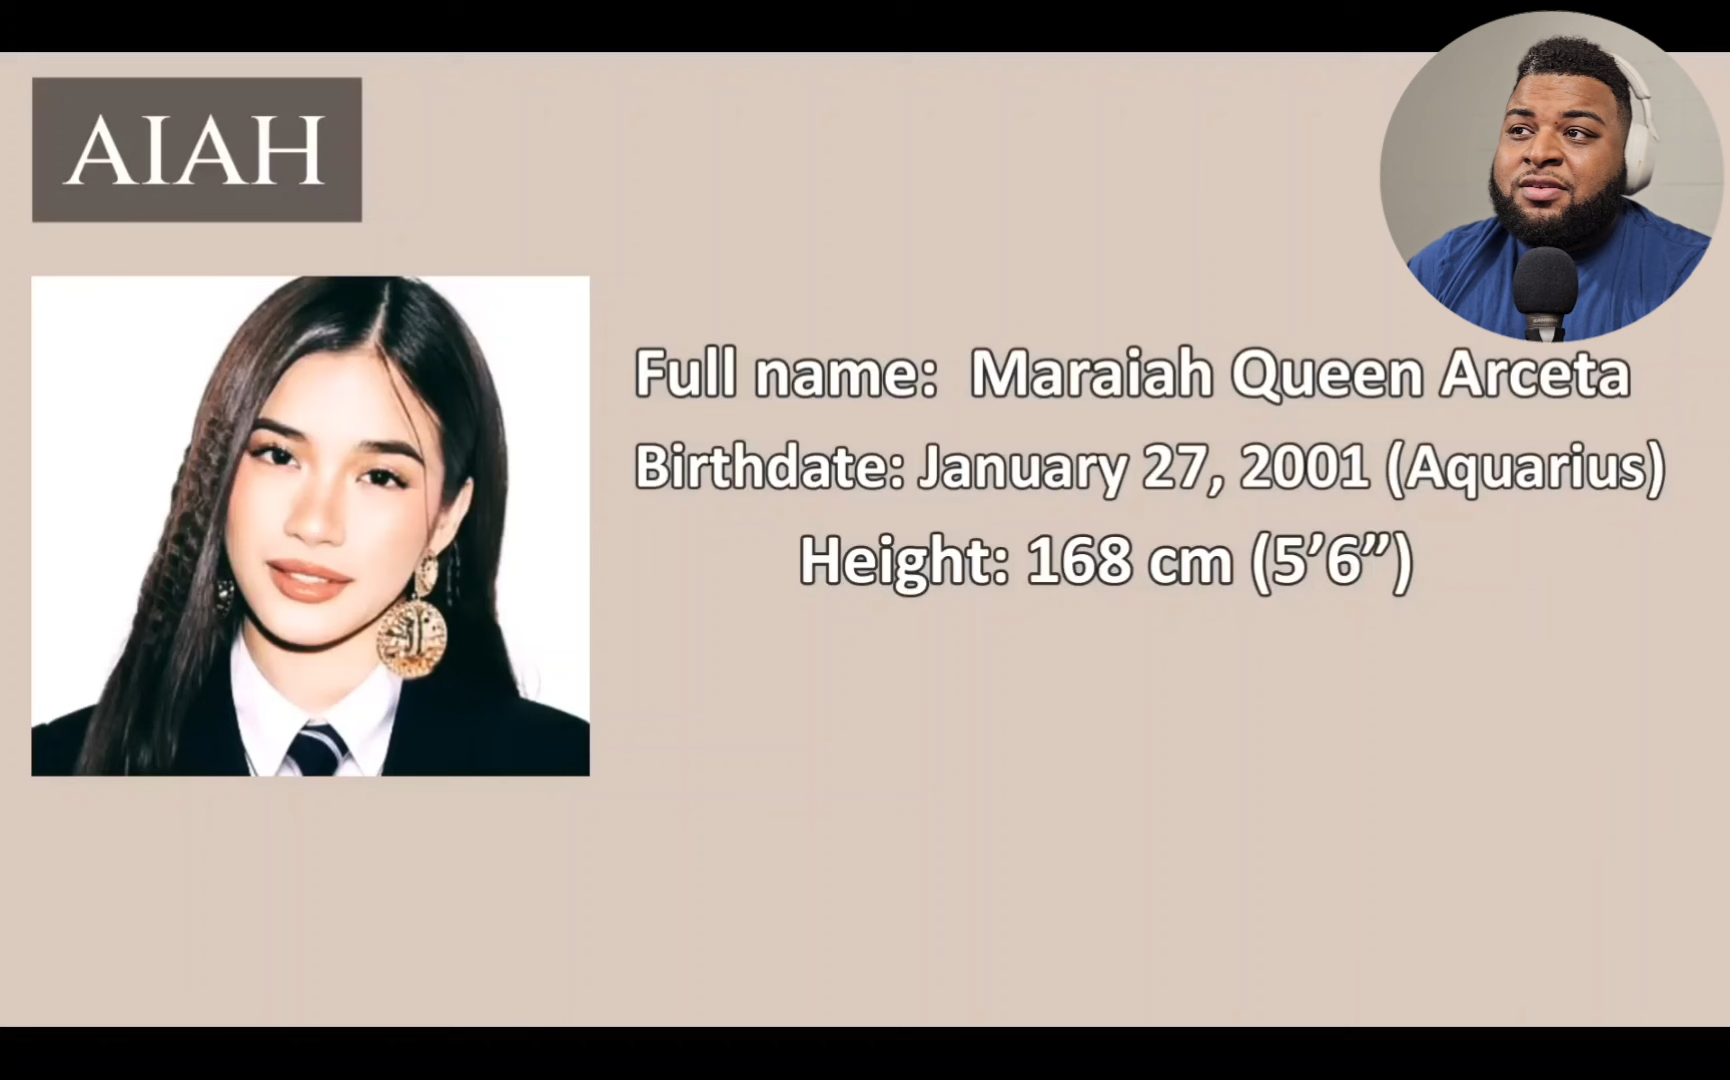 AIAH
Full name: Maraiah Queen Arceta
Birthdate: January 27, 2001 (Aquarius)
Height: 168 cm (5’6”)